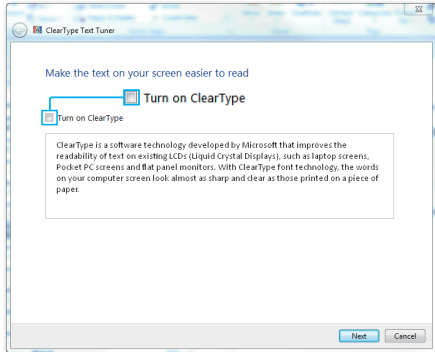 ClearType Text Tuner
Make the text on your screen easier to read
Turn on ClearType
Turn on ClearType
ClearType is a software technology developed by Microsoft that improves the
readability of text on existing LCDs (Liquid Crystal Displays), such as laptop screens,
Pocket PC screens and flat panel monitors. With ClearType font technology, the words
on your computer screen look almost as sharp and clear as those printed on a piece of
paper.
Next Cancel